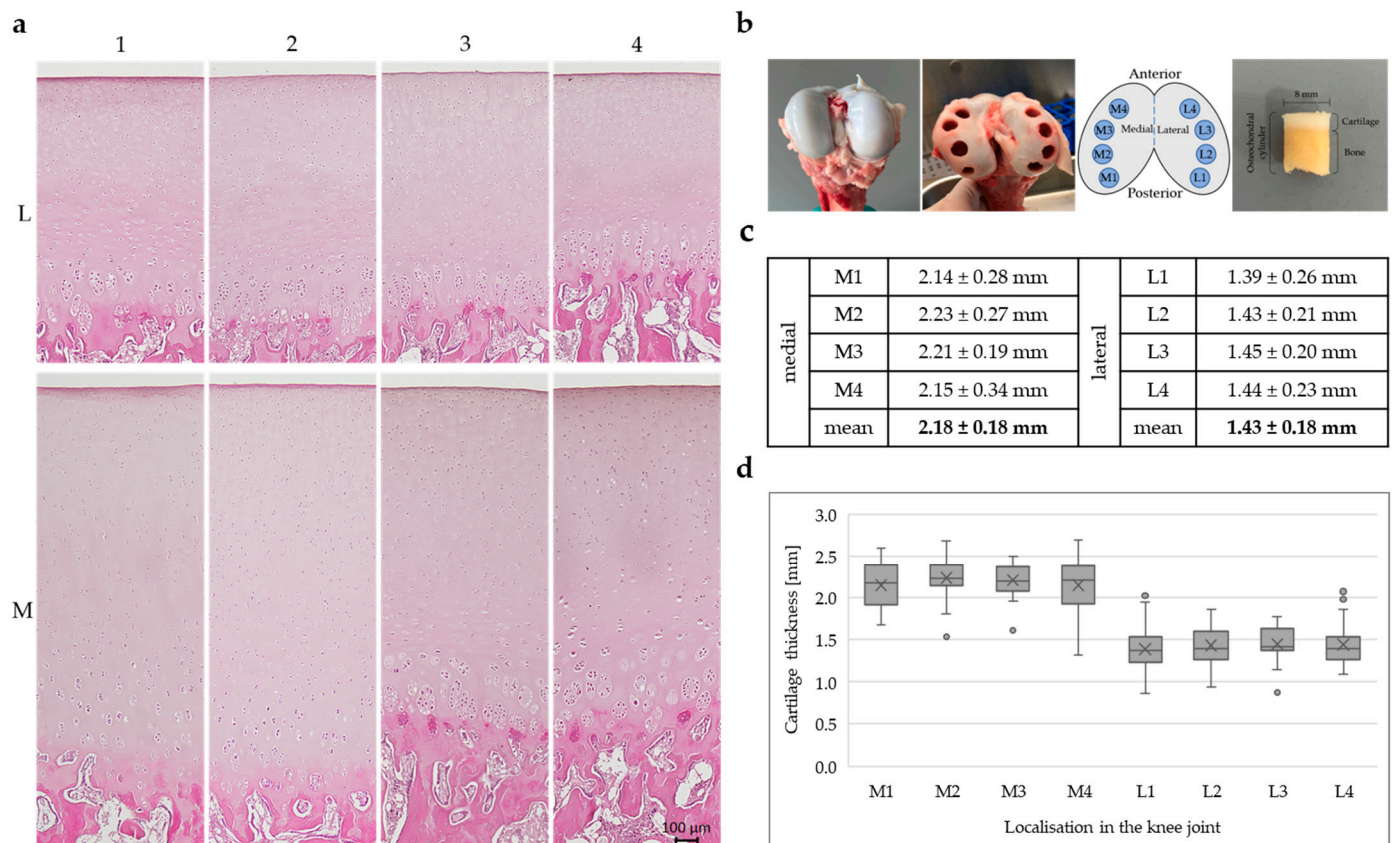 a
1 2 3 4
L
M
100 µm
b
Anterior
M4 L4
M3 Medial Lateral L3
M2 L2
M1 L1
Posterior
8 mm
Osteochondral
cylinder
Cartilage
Bone
c
medial
M1 2.14 ± 0.28 mm
M2 2.23 ± 0.27 mm
M3 2.21 ± 0.19 mm
M4 2.15 ± 0.34 mm
mean 2.18 ± 0.18 mm
lateral
L1 1.39 ± 0.26 mm
L2 1.43 ± 0.21 mm
L3 1.45 ± 0.20 mm
L4 1.44 ± 0.23 mm
mean 1.43 ± 0.18 mm
d
Cartilage thickness [mm]
3.0
2.5
2.0
1.5
1.0
0.5
0.0
M1 M2 M3 M4 L1 L2 L3 L4
Localisation in the knee joint